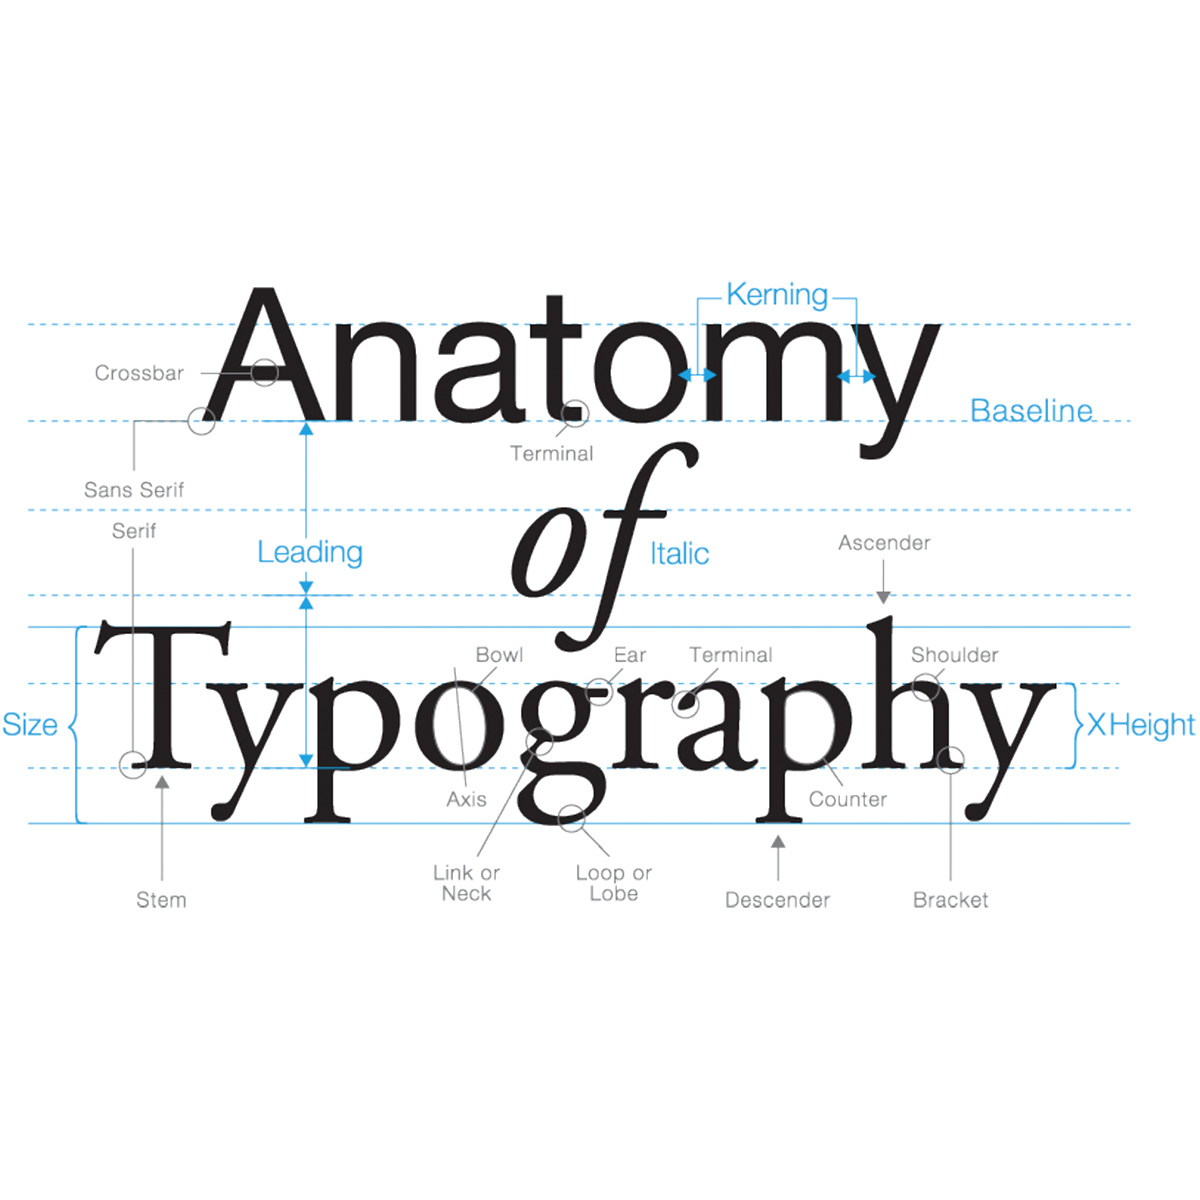 Kerning
Anatomy
Crossbar
Baseline
Terminal
Sans Serif
Serif
of
Leading
Italic
Ascender
Typography
Bowl
Ear
Terminal
Shoulder
Size
XHeight
Axis
Counter
Link or
Neck
Loop or
Lobe
Stem
Descender
Bracket